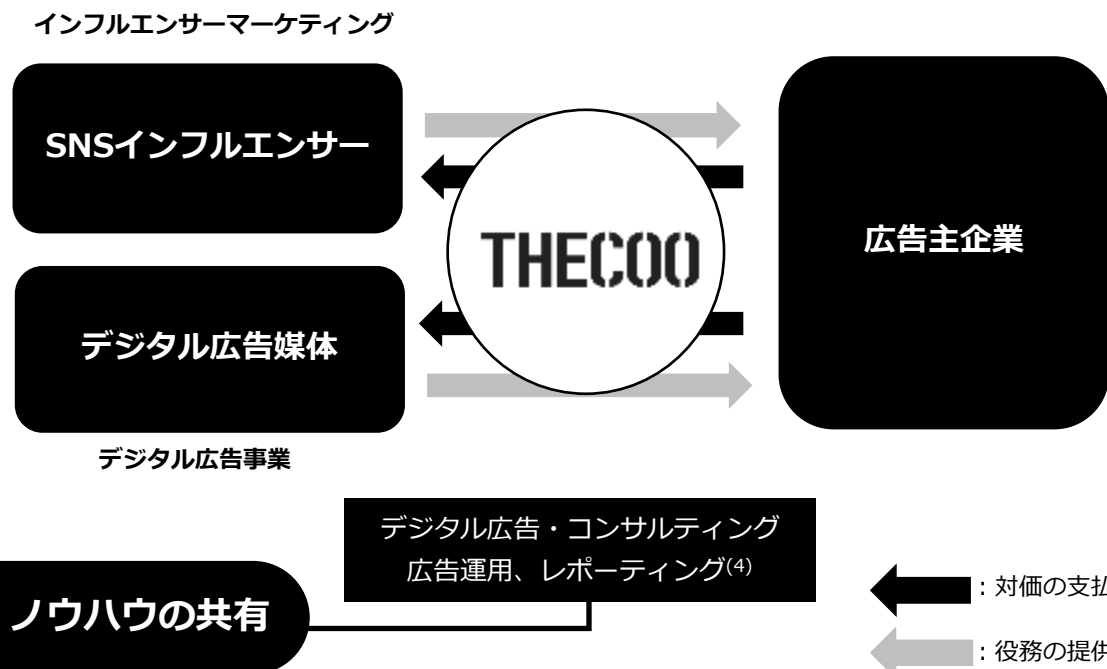 インフルエンサーマーケティング
SNSインフルエンサー
THECOO
広告主企業
デジタル広告媒体
デジタル広告事業
デジタル広告・コンサルティング
広告運用、レポーティング(4)
ノウハウの共有
：対価の支払
：役務の提供